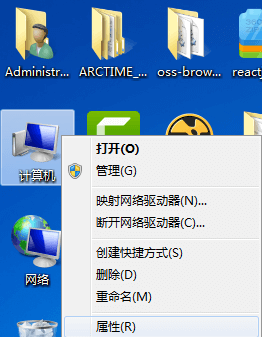 Administr... ARCTIME_... oss-brow... react
计算机
打开(O)
管理(G)
映射网络驱动器(N)...
断开网络驱动器(C)...
创建快捷方式(S)
网络
删除(D)
重命名(M)
属性(R)